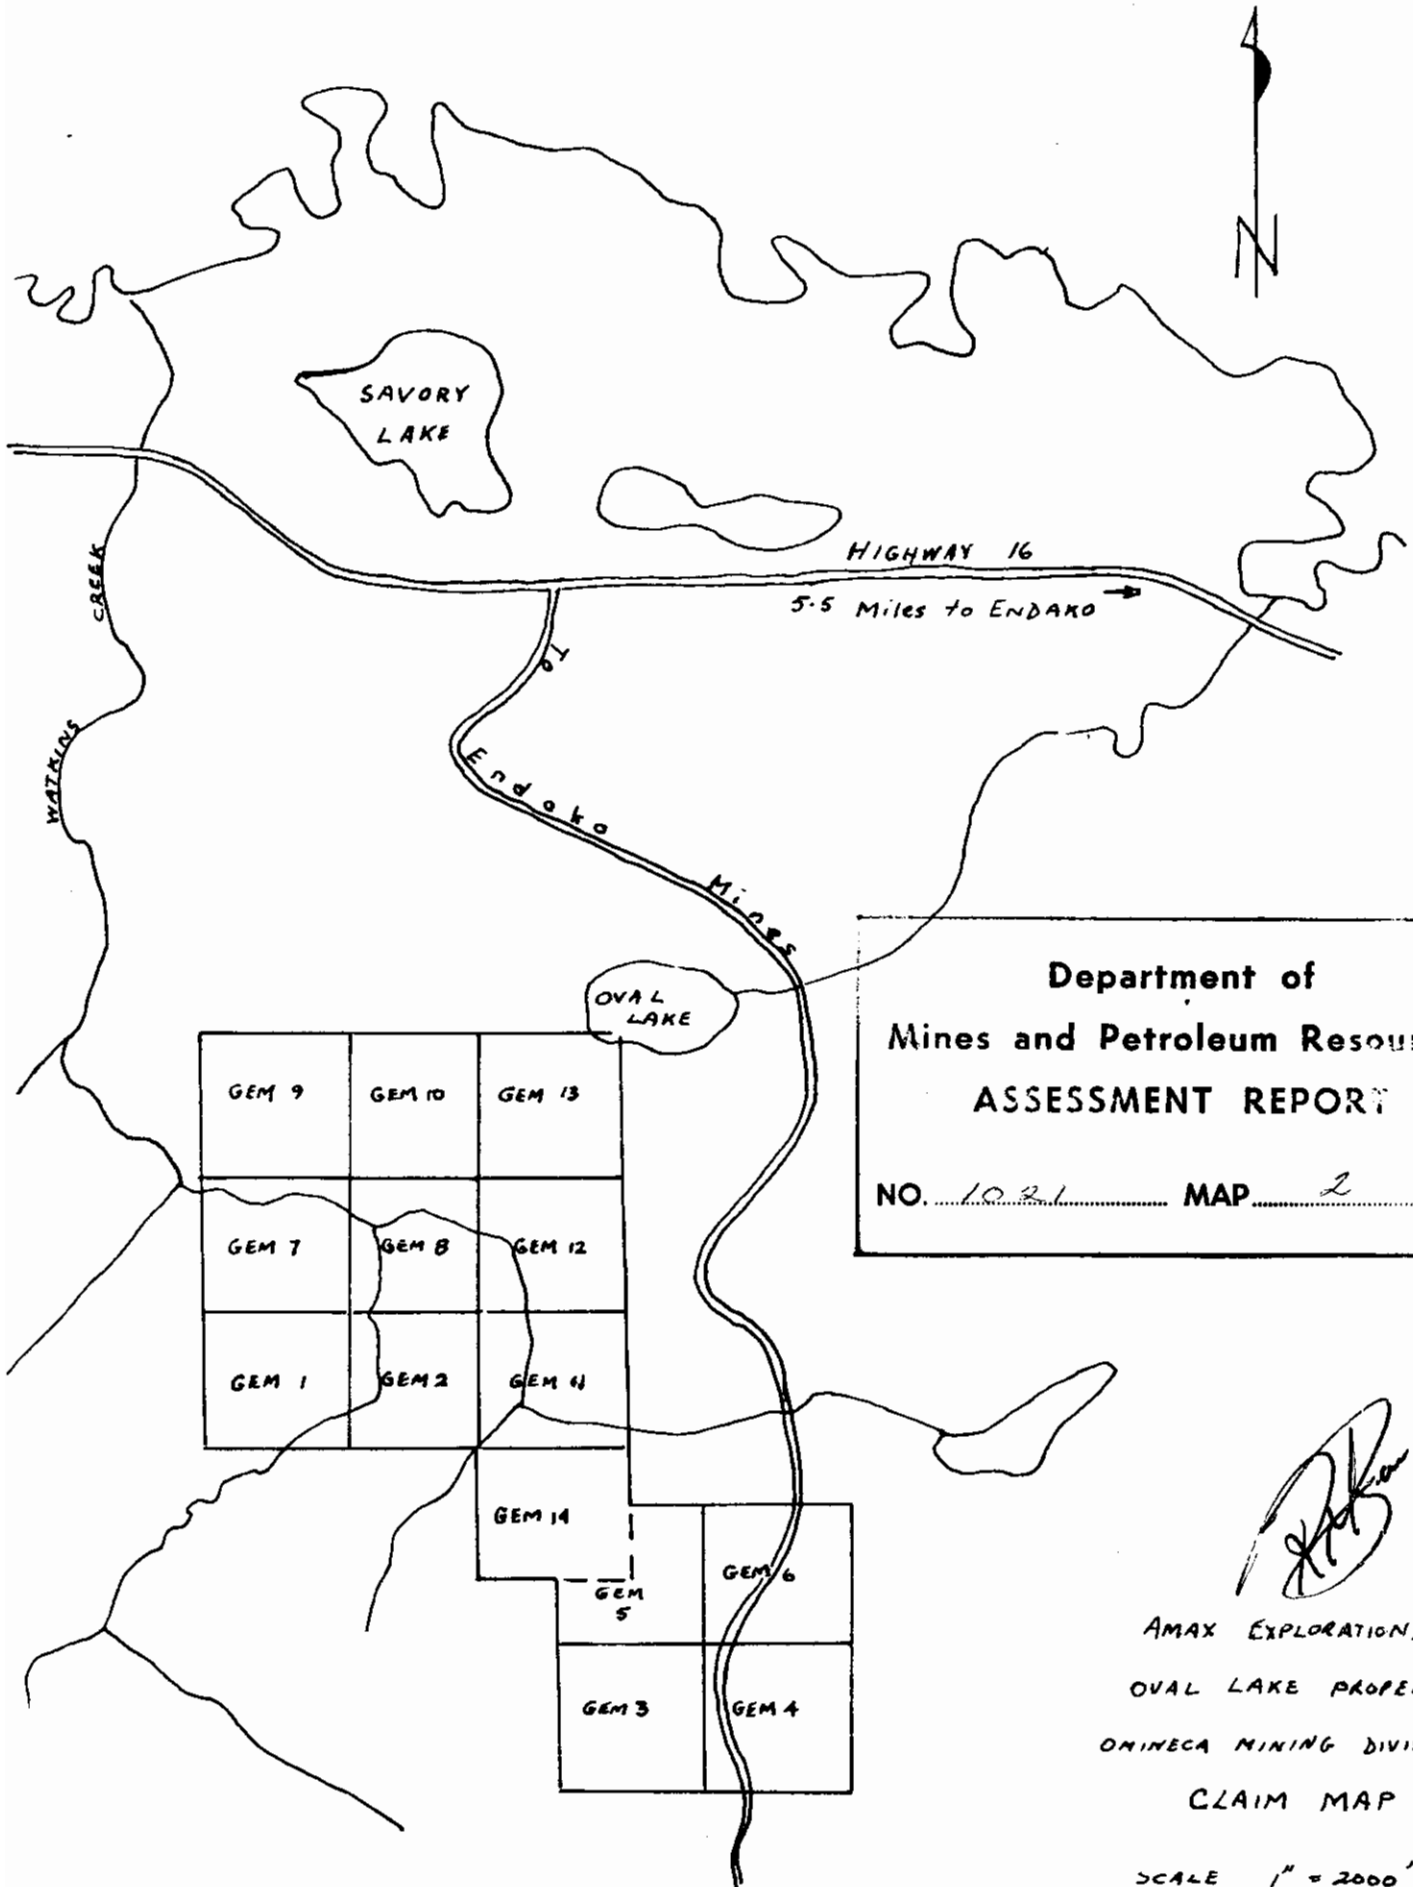 N
SAVORY
LAKE
HIGHWAY 16
5.5 Miles to ENDAKO
CREEK
WATKINS
To
Endako
Mines
OVAL
LAKE
Department of
Mines and Petroleum Resour
ASSESSMENT REPORT
NO. 1021 MAP 2
GEM 9
GEM 10
GEM 13
GEM 7
GEM 8
GEM 12
GEM 1
GEM 2
GEM 11
GEM 14
GEM
5
GEM 6
GEM 3
GEM 4
AMAX EXPLORATION
OVAL LAKE PROPE
OMINECA MINING DIVI
CLAIM MAP
SCALE 1" = 2000'